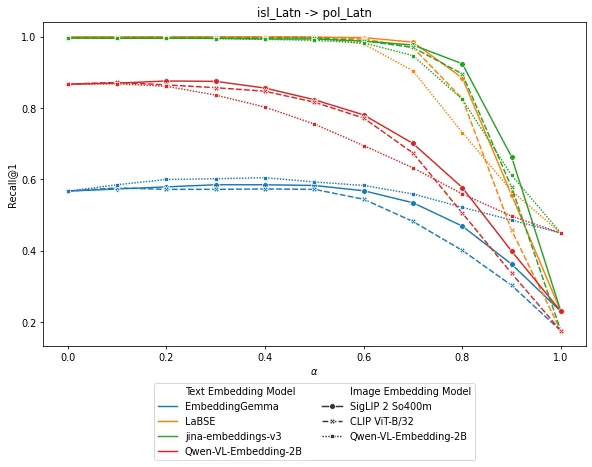 isl_Latn -> pol_Latn
1.0
0.8
0.6
0.4
0.2
Recall@1
0.0 0.2 0.4 0.6 0.8 1.0
α
Text Embedding Model Image Embedding Model
EmbeddingGemma SigLIP 2 So400m
LaBSE CLIP ViT-B/32
jina-embeddings-v3 Qwen-VL-Embedding-2B
Qwen-VL-Embedding-2B